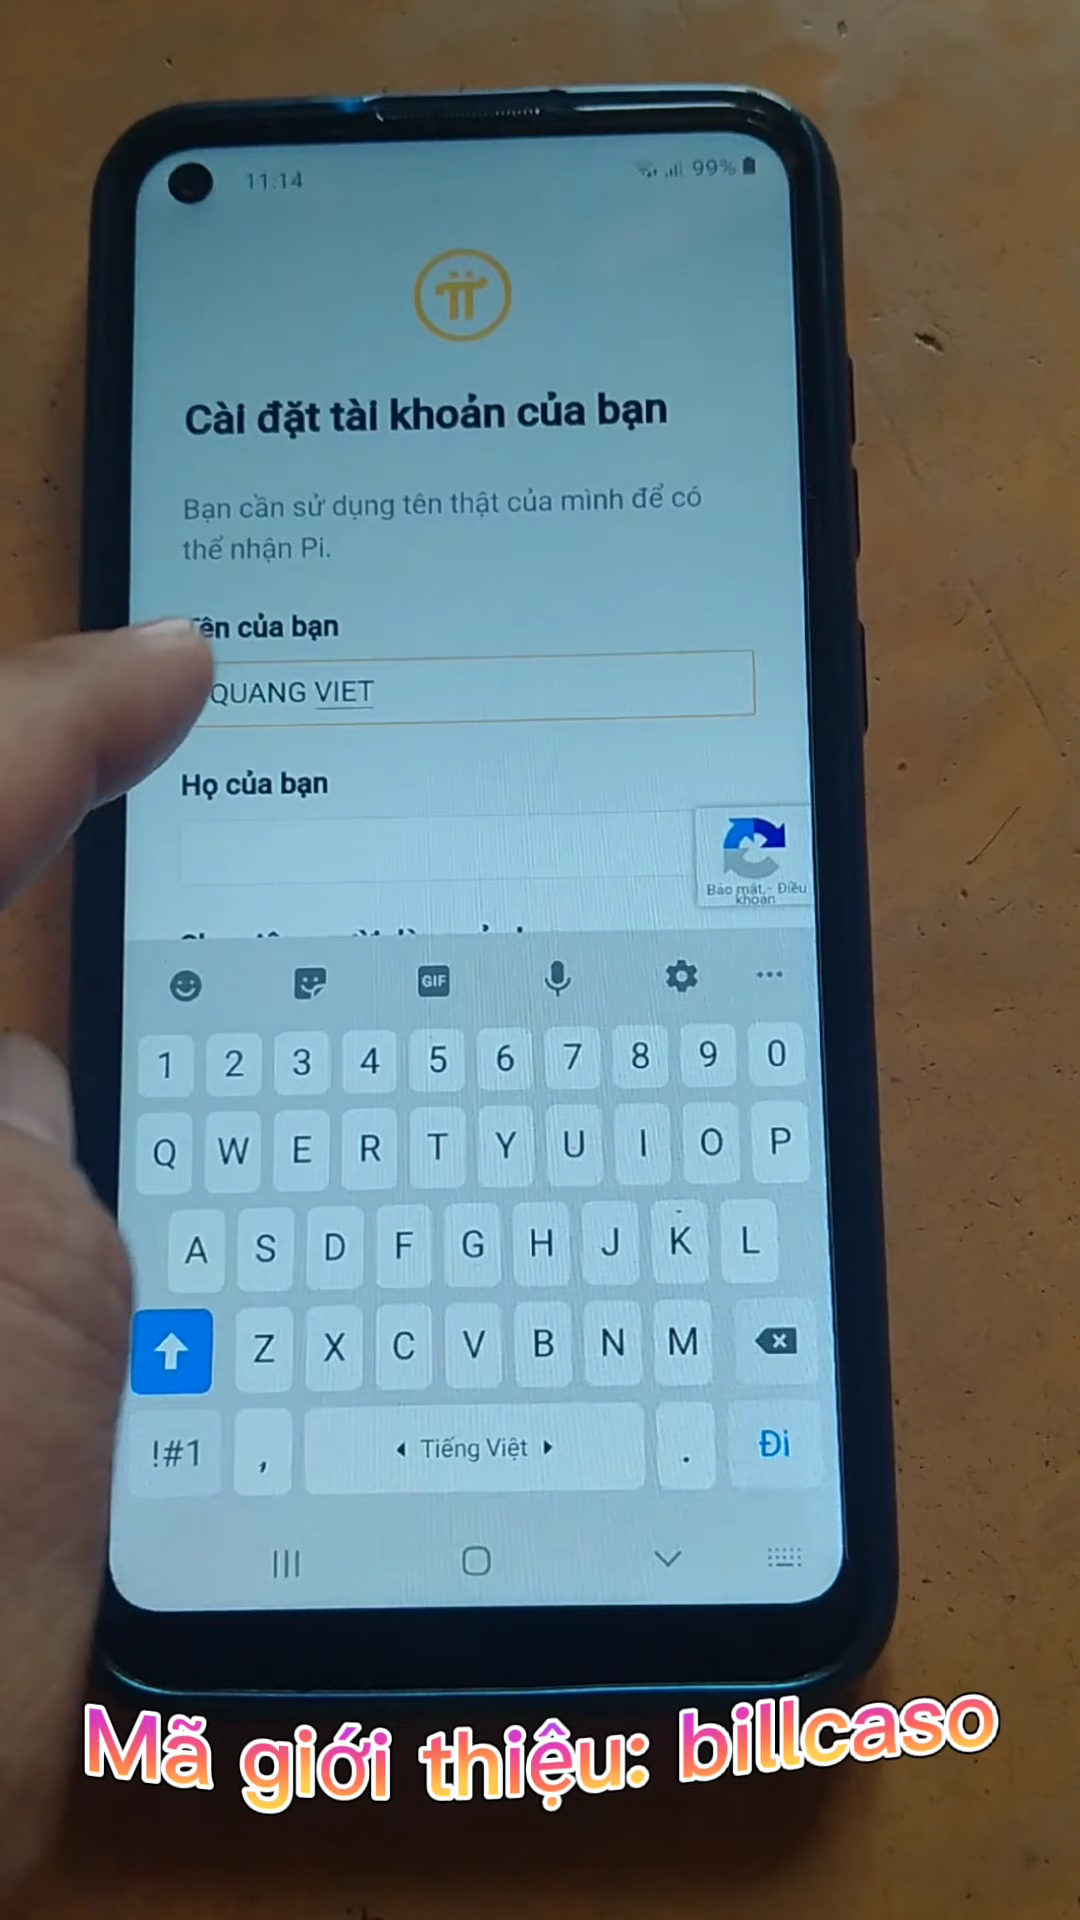 11:14
99%
Cài đặt tài khoản của bạn
Bạn cần sử dụng tên thật của mình để có
thể nhận Pi.
Tên của bạn
QUANG VIET
Họ của bạn
Bảo mật - Điều
khoản
GIF
1 2 3 4 5 6 7 8 9 0
Q W E R T Y U I O P
A S D F G H J K L
Z X C V B N M
!#1 , Tiếng Việt . Đi
Mã giới thiệu: billcaso